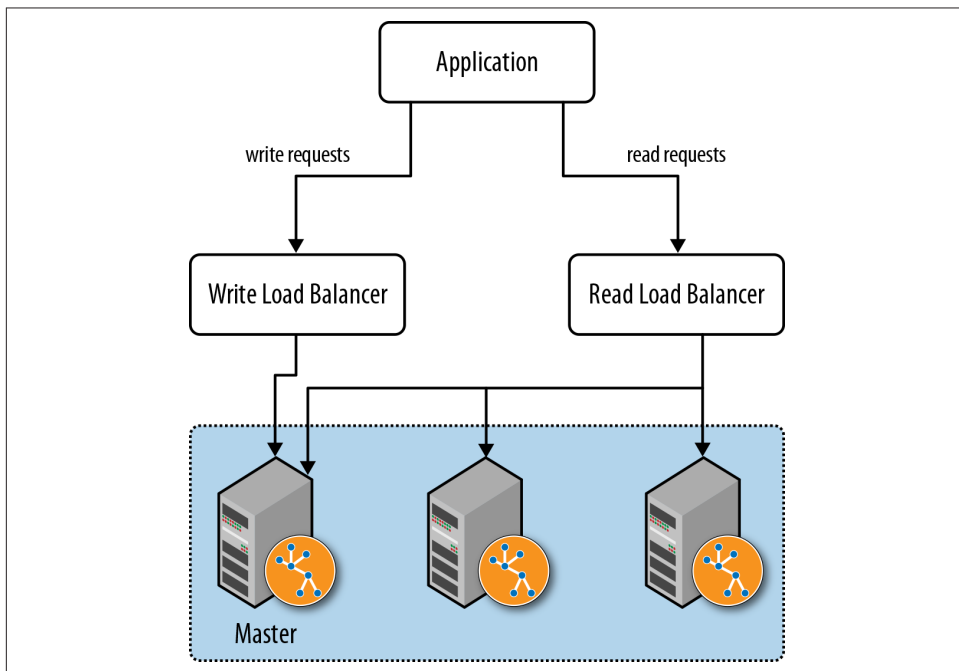 Application
write requests
read requests
Write Load Balancer
Read Load Balancer
Master